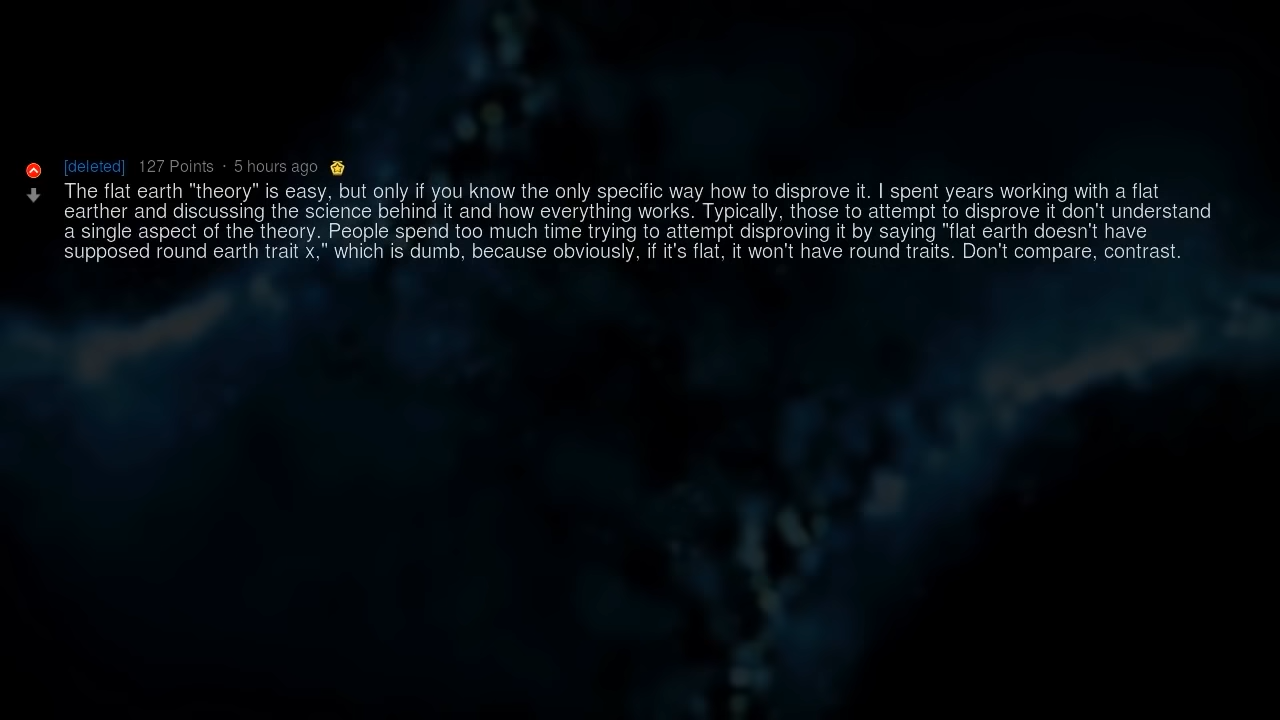 [deleted] 127 Points · 5 hours ago
The flat earth "theory" is easy, but only if you know the only specific way how to disprove it. I spent years working with a flat
earther and discussing the science behind it and how everything works. Typically, those to attempt to disprove it don't understand
a single aspect of the theory. People spend too much time trying to attempt disproving it by saying "flat earth doesn't have
supposed round earth trait x," which is dumb, because obviously, if it's flat, it won't have round traits. Don't compare, contrast.